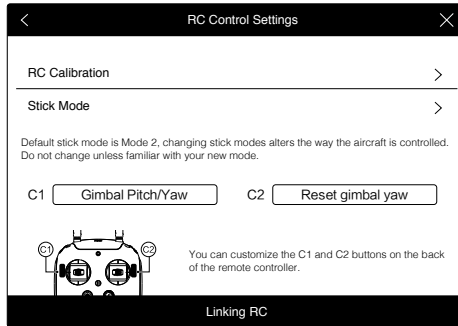 RC Control Settings
RC Calibration
Stick Mode
Default stick mode is Mode 2, changing stick modes alters the way the aircraft is controlled.
Do not change unless familiar with your new mode.
C1 Gimbal Pitch/Yaw C2 Reset gimbal yaw
C1 C2
You can customize the C1 and C2 buttons on the back
of the remote controller.
Linking RC